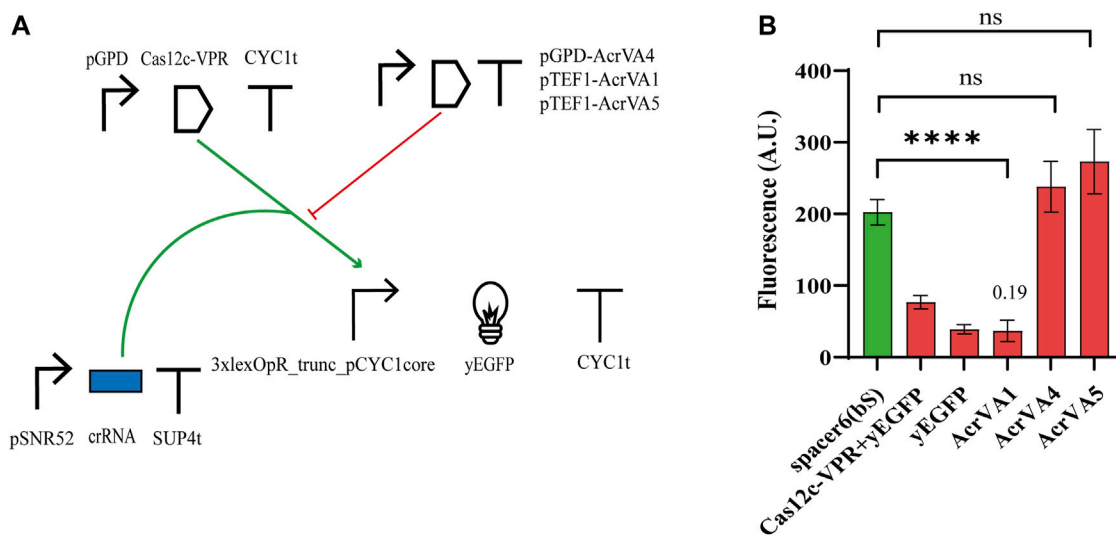 A
pGPD Cas12c-VPR CYC1t
pGPD-AcrVA4
pTEF1-AcrVA1
pTEF1-AcrVA5
3xlexOpR_trunc_pCYC1core yEGFP CYC1t
pSNR52 crRNA SUP4t
B
ns
ns
****
0.19
Fluorescence (A.U.)
400
300
200
100
0
spacer6(bS)
Cas12c-VPR+yEGFP
yEGFP
AcrVA1
AcrVA4
AcrVA5